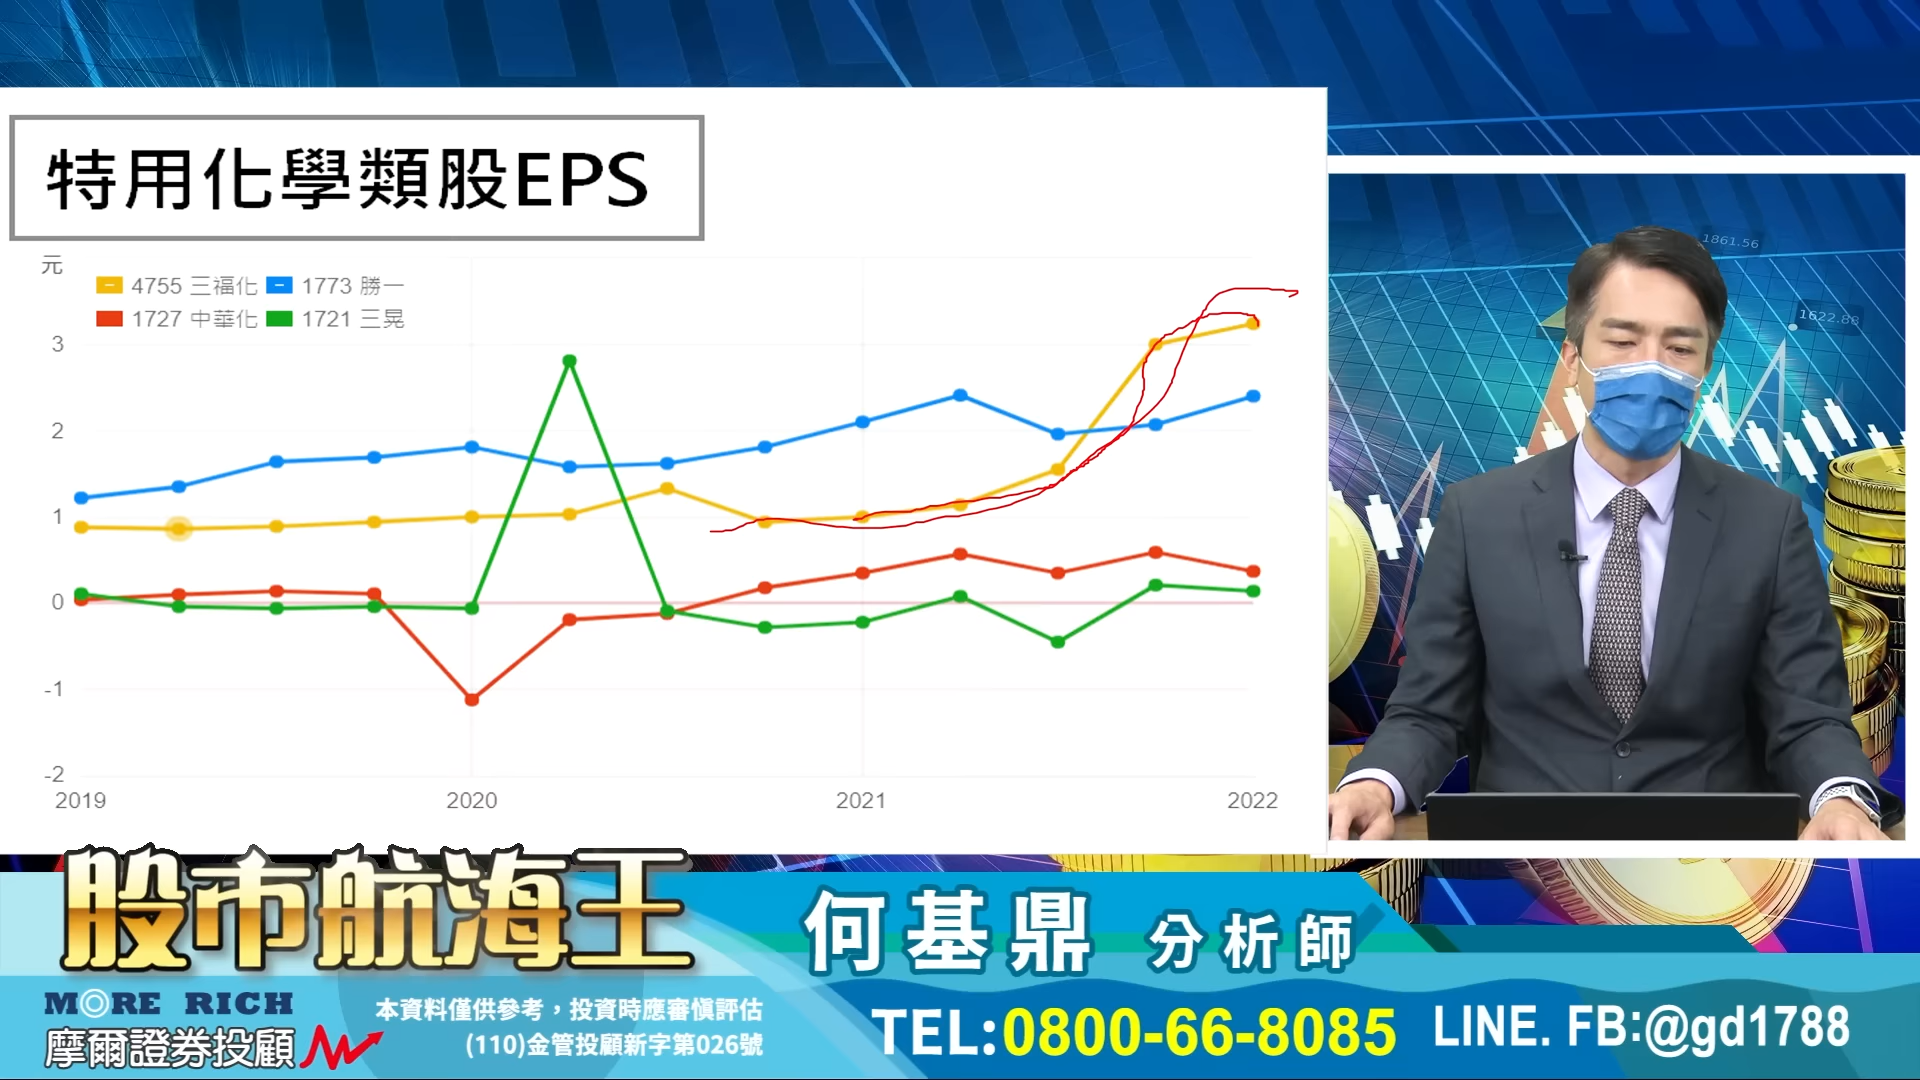 特用化學類股EPS
元
4755 三福化 1773 勝一
1727 中華化 1721 三晃
3
2
1
0
-1
-2
2019 2020 2021 2022
1861.56
1622.88
股市航海王
何基鼎 分析師
MORE RICH
摩爾證券投顧
本資料僅供參考，投資時應審慎評估
(110)金管投顧新字第026號
TEL:0800-66-8085
LINE. FB:@gd1788